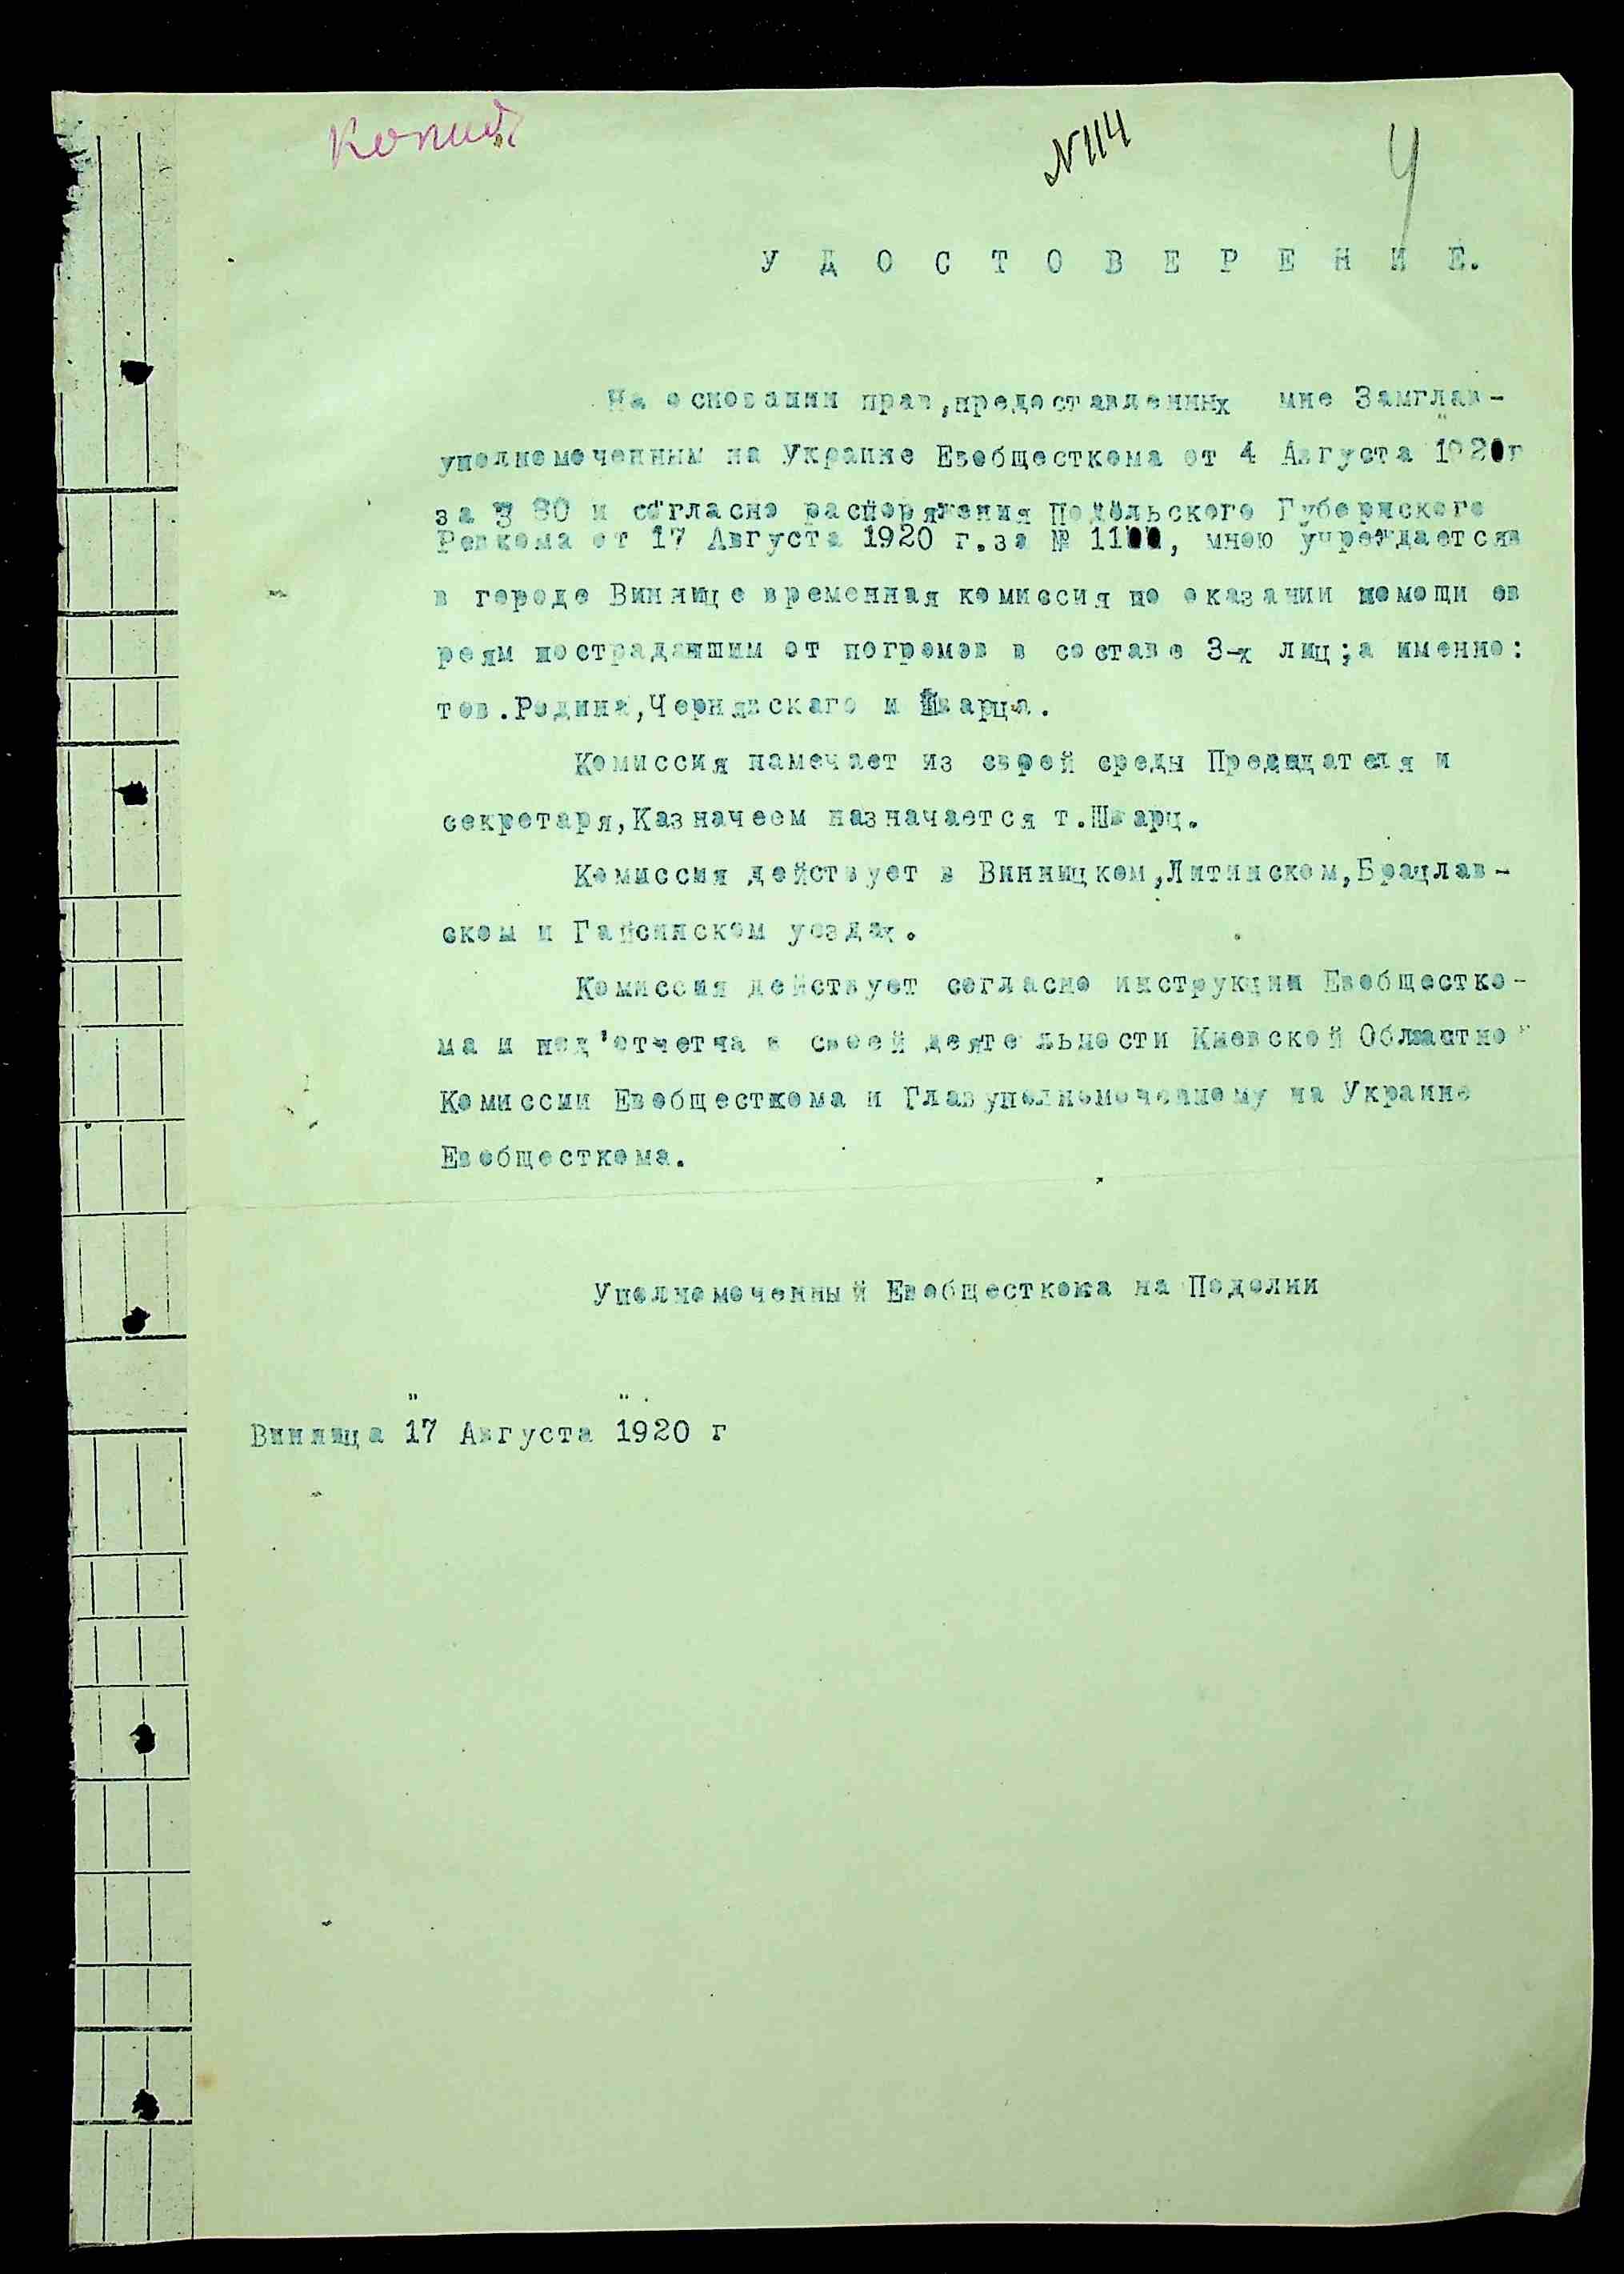 Копия
№ 114
4
У Д О С Т О В Е Р Е Н И Е.
На основании прав,предоставленных мне Замглав-
уполномоченным на Украине Евобщесткома от 4 Августа 1920г
за № 80 и согласно распоряжения Подольского Губернского
Ревкома от 17 Августа 1920 г.за № 1100, мною учреждается
в городе Виннице временная комиссия по оказании помощи ев
реям пострадавшим от погромов в составе 3-х лиц;а именно:
тов.Родина,Чернявскаго и Шварца.
Комиссия намечает из своей среды Председателя и
секретаря,Казначеем назначается т.Шварц.
Комиссия действует в Винницком,Литинском,Брацлав-
ском и Гайсинском уездах.
Комиссия действует согласно инструкции Евобщестко-
ма и под'отчетна в своей деятельности Киевской Областной
Комиссии Евобщесткома и Главуполномоченному на Украине
Евобщесткома.
Уполномоченный Евобщесткома на Подолии
Винница "17 Августа "1920 г